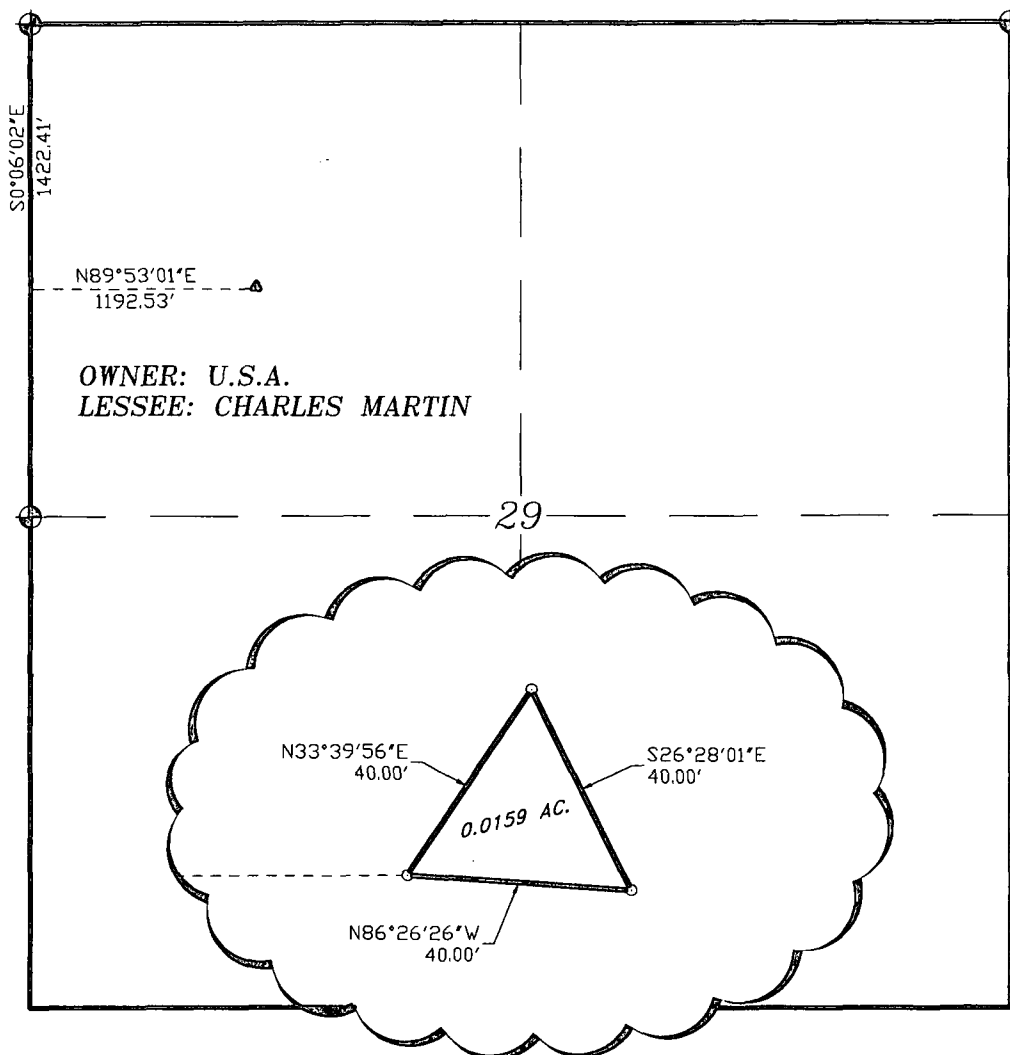 S0°06'02"E
1422.41'
N89°53'01"E
1192.53'
OWNER: U.S.A.
LESSEE: CHARLES MARTIN
29
N33°39'56"E
40.00'
S26°28'01"E
40.00'
0.0159 AC.
N86°26'26"W
40.00'